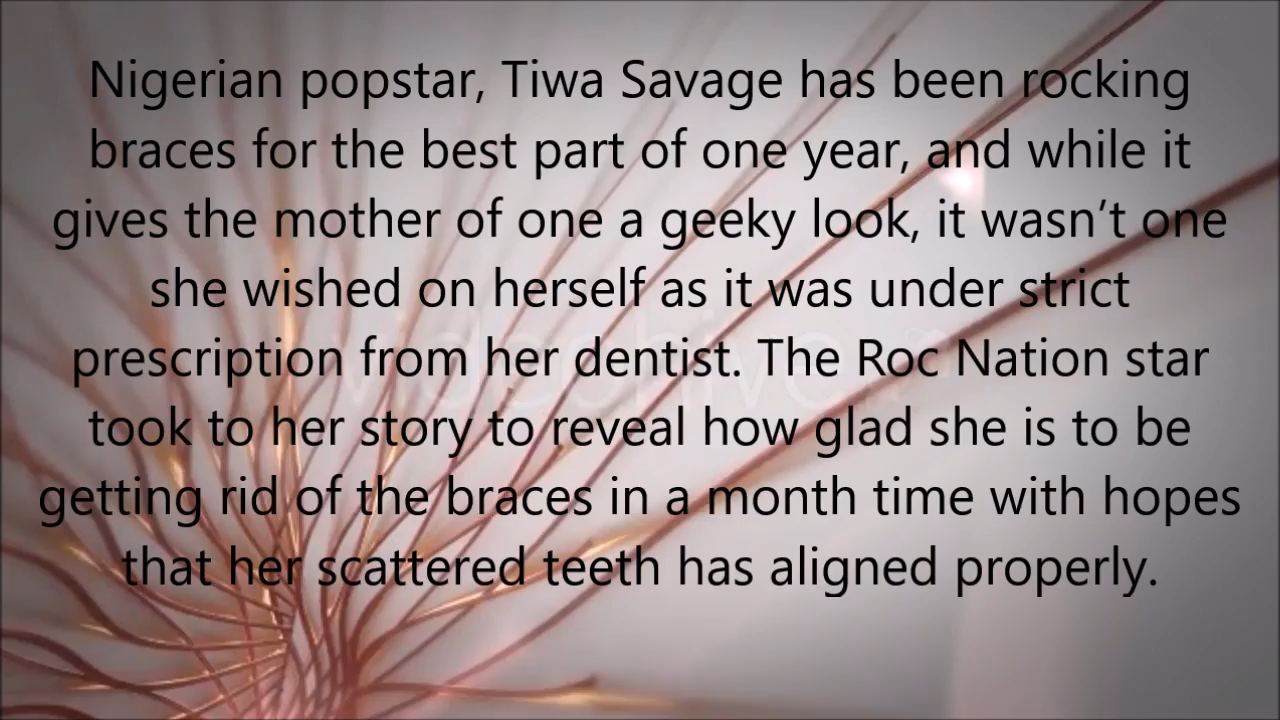 Nigerian popstar, Tiwa Savage has been rocking
braces for the best part of one year, and while it
gives the mother of one a geeky look, it wasn’t one
she wished on herself as it was under strict
prescription from her dentist. The Roc Nation star
took to her story to reveal how glad she is to be
getting rid of the braces in a month time with hopes
that her scattered teeth has aligned properly.